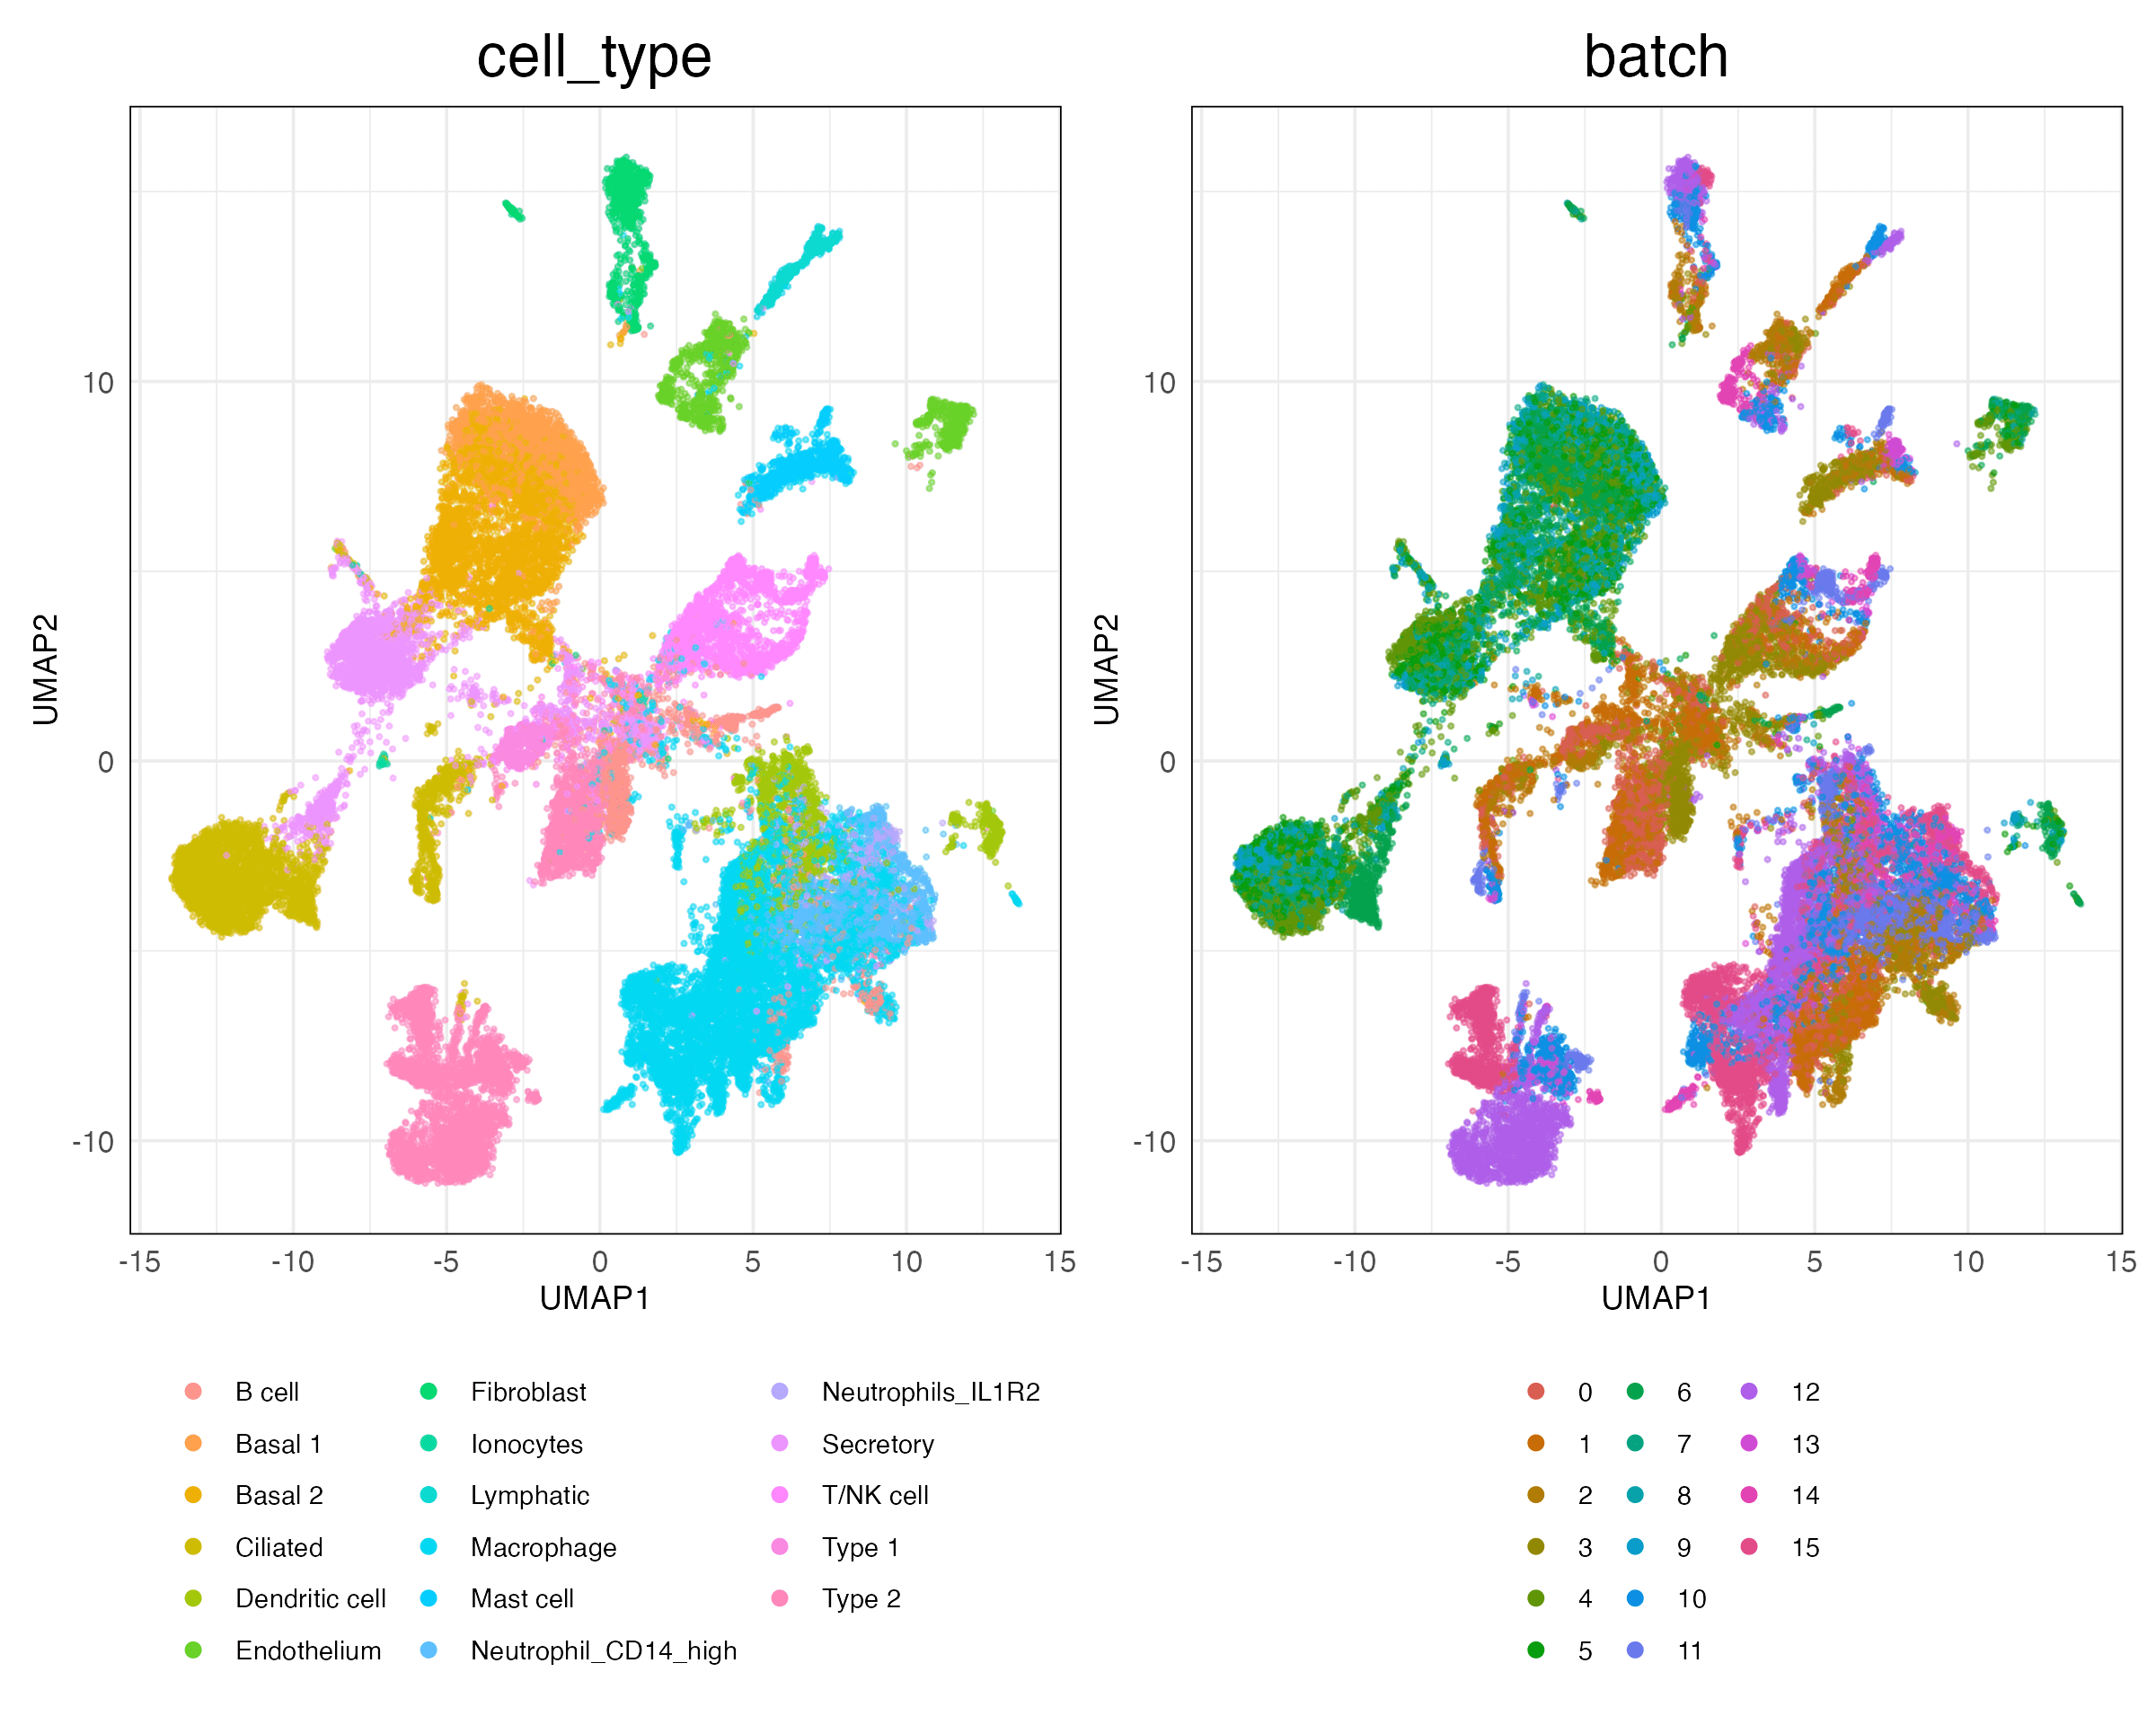 cell_type
batch
UMAP2
10
0
-10
-15 -10 -5 0 5 10 15
UMAP1
UMAP2
10
0
-10
-15 -10 -5 0 5 10 15
UMAP1
B cell
Basal 1
Basal 2
Ciliated
Dendritic cell
Endothelium
Fibroblast
Ionocytes
Lymphatic
Macrophage
Mast cell
Neutrophil_CD14_high
Neutrophils_IL1R2
Secretory
T/NK cell
Type 1
Type 2
0
1
2
3
4
5
6
7
8
9
10
11
12
13
14
15